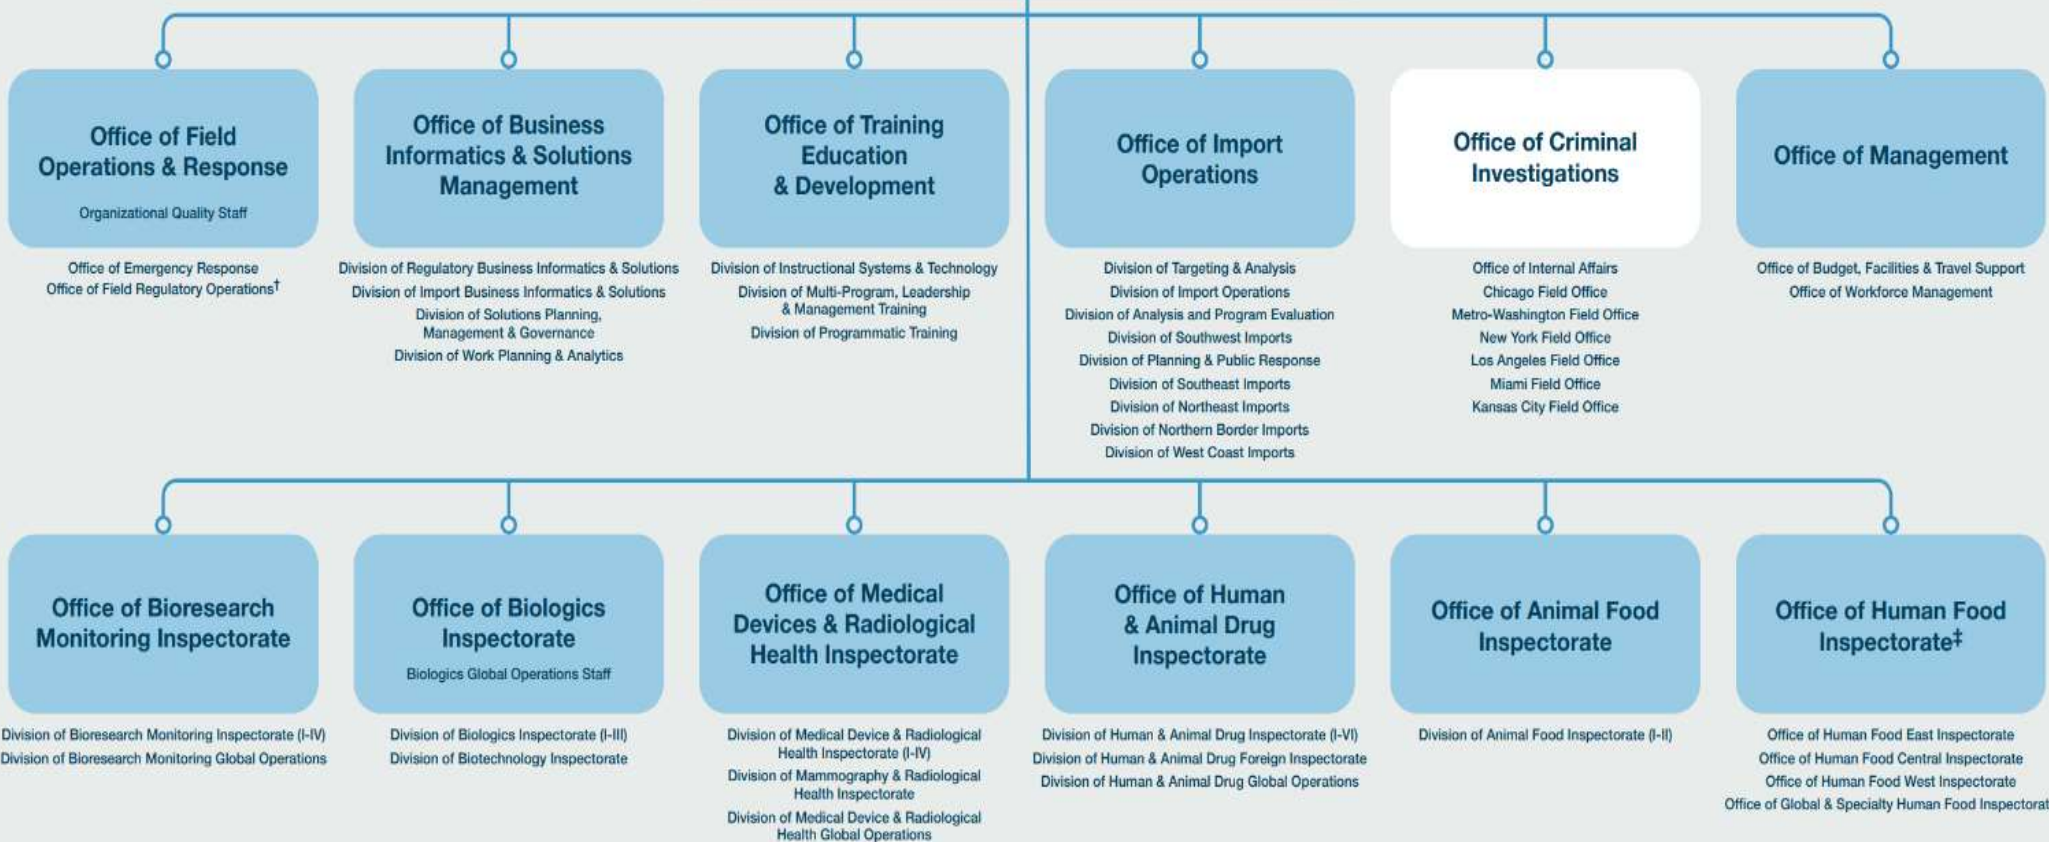 Office of Field
Operations & Response
Organizational Quality Staff
Office of Emergency Response
Office of Field Regulatory Operations†
Office of Business
Informatics & Solutions
Management
Division of Regulatory Business Informatics & Solutions
Division of Import Business Informatics & Solutions
Division of Solutions Planning,
Management & Governance
Division of Work Planning & Analytics
Office of Training
Education
& Development
Division of Instructional Systems & Technology
Division of Multi-Program, Leadership
& Management Training
Division of Programmatic Training
Office of Import
Operations
Division of Targeting & Analysis
Division of Import Operations
Division of Analysis and Program Evaluation
Division of Southwest Imports
Division of Planning & Public Response
Division of Southeast Imports
Division of Northeast Imports
Division of Northern Border Imports
Division of West Coast Imports
Office of Criminal
Investigations
Office of Internal Affairs
Chicago Field Office
Metro-Washington Field Office
New York Field Office
Los Angeles Field Office
Miami Field Office
Kansas City Field Office
Office of Management
Office of Budget, Facilities & Travel Support
Office of Workforce Management
Office of Bioresearch
Monitoring Inspectorate
Division of Bioresearch Monitoring Inspectorate (I-IV)
Division of Bioresearch Monitoring Global Operations
Office of Biologics
Inspectorate
Biologics Global Operations Staff
Division of Biologics Inspectorate (I-III)
Division of Biotechnology Inspectorate
Office of Medical
Devices & Radiological
Health Inspectorate
Division of Medical Device & Radiological
Health Inspectorate (I-IV)
Division of Mammography & Radiological
Health Inspectorate
Division of Medical Device & Radiological
Health Global Operations
Office of Human
& Animal Drug
Inspectorate
Division of Human & Animal Drug Inspectorate (I-VI)
Division of Human & Animal Drug Foreign Inspectorate
Division of Human & Animal Drug Global Operations
Office of Animal Food
Inspectorate
Division of Animal Food Inspectorate (I-II)
Office of Human Food
Inspectorate‡
Office of Human Food East Inspectorate
Office of Human Food Central Inspectorate
Office of Human Food West Inspectorate
Office of Global & Specialty Human Food Inspectorat